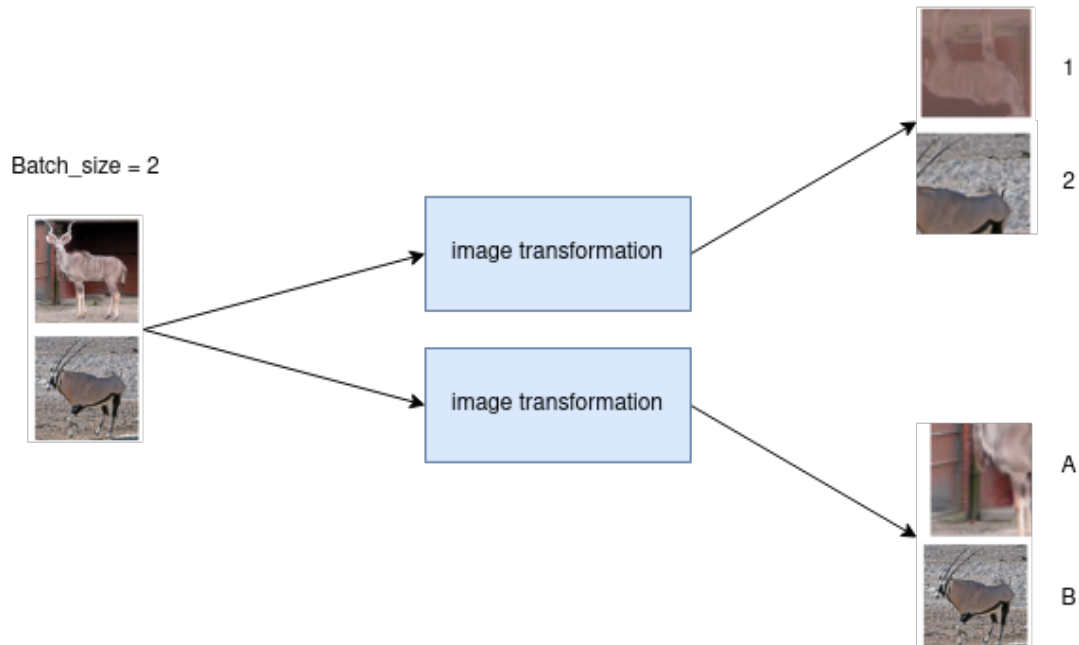 Batch_size = 2
image transformation
image transformation
1
2
A
B